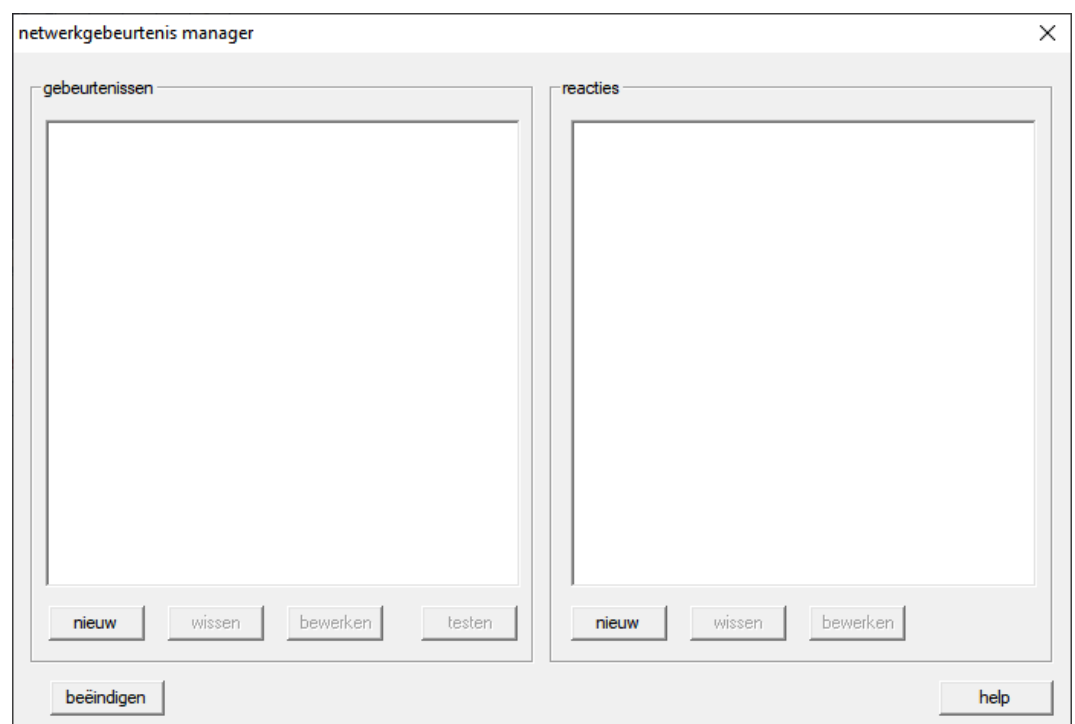 netwerkgebeurtenis manager
gebeurtenissen
reacties
nieuw wissen bewerken testen
nieuw wissen bewerken
beëindigen
help